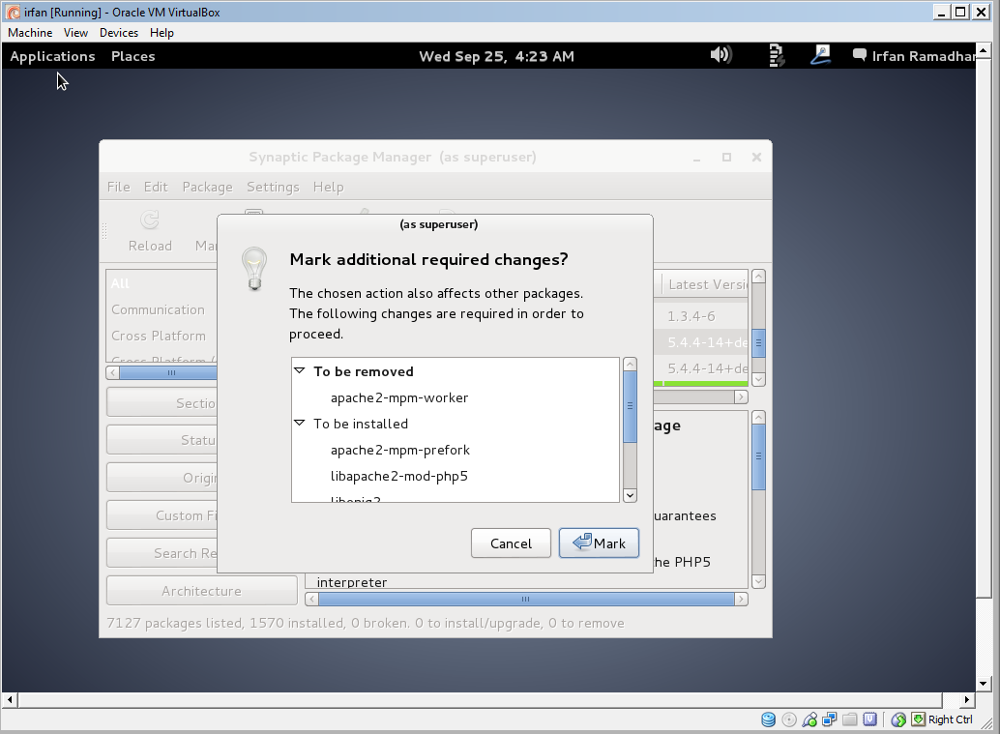 irfan [Running] - Oracle VM VirtualBox
Machine View Devices Help
Applications Places Wed Sep 25, 4:23 AM Irfan Ramadhan
Synaptic Package Manager (as superuser)
File Edit Package Settings Help
Reload
(as superuser)
Mark additional required changes?
The chosen action also affects other packages.
The following changes are required in order to
proceed.
To be removed
apache2-mpm-worker
To be installed
apache2-mpm-prefork
libapache2-mod-php5
Cancel Mark
All
Communication
Cross Platform
Latest Versi
1.3.4-6
5.4.4-14+de
5.4.4-14+de
Sectio
Statu
Origi
Custom Fi
Search Re
Architecture
age
uarantees
he PHP5
interpreter
7127 packages listed, 1570 installed, 0 broken. 0 to install/upgrade, 0 to remove
Right Ctrl